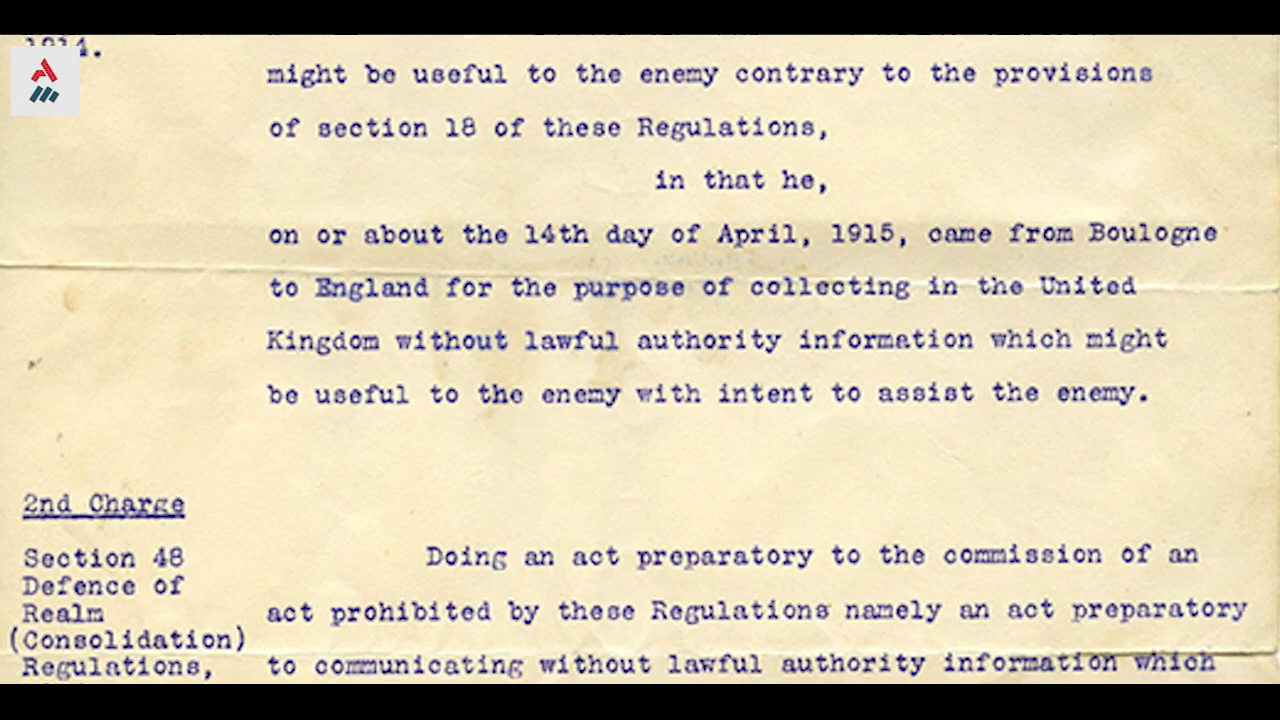 1914.
might be useful to the enemy contrary to the provisions
of section 18 of these Regulations,
in that he,
on or about the 14th day of April, 1915, came from Boulogne
to England for the purpose of collecting in the United
Kingdom without lawful authority information which might
be useful to the enemy with intent to assist the enemy.
2nd Charge
Section 48
Defence of
Realm
(Consolidation)
Regulations,
Doing an act preparatory to the commission of an
act prohibited by these Regulations namely an act preparatory
to communicating without lawful authority information which